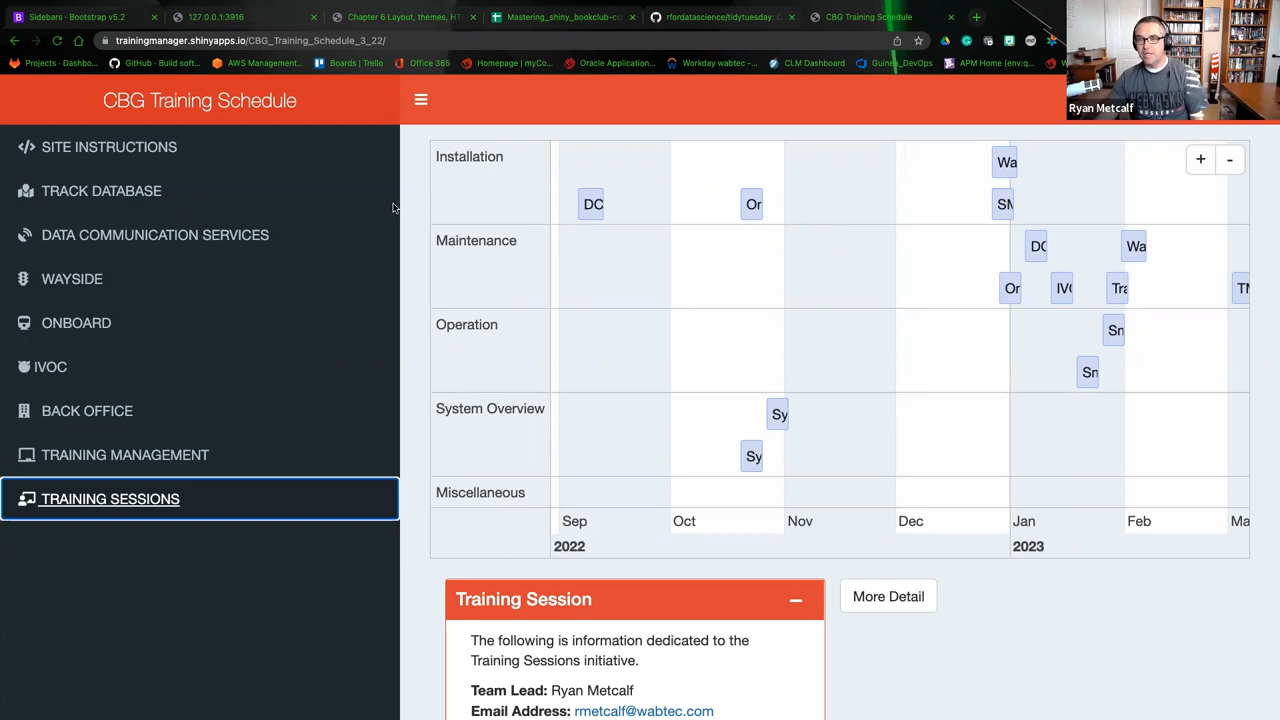 Sidebars - Bootstrap v5.2
127.0.0.1:3916
Chapter 6 Layout, themes, HT
Mastering_shiny_bookclub-co
rfordatascience/tidytuesday: O
CBG Training Schedule
trainingmanager.shinyapps.io/CBG_Training_Schedule_3_22/
Projects - Dashbo...
GitHub - Build soft...
AWS Management...
Boards | Trello
Office 365
Homepage | myCo...
Oracle Application...
Workday wabtec -...
CLM Dashboard
Guinea_DevOps
APM Home (env:q...
Ryan Metcalf
CBG Training Schedule
SITE INSTRUCTIONS
TRACK DATABASE
DATA COMMUNICATION SERVICES
WAYSIDE
ONBOARD
IVOC
BACK OFFICE
TRAINING MANAGEMENT
TRAINING SESSIONS
+ -
Installation
Wa
DC Or SM
Maintenance
DC Wa
Or IVO Tra TM
Operation
Sn
Sn
System Overview
Sy
Sy
Miscellaneous
Sep Oct Nov Dec Jan Feb Ma
2022 2023
Training Session
More Detail
The following is information dedicated to the
Training Sessions initiative.
Team Lead: Ryan Metcalf
Email Address: rmetcalf@wabtec.com